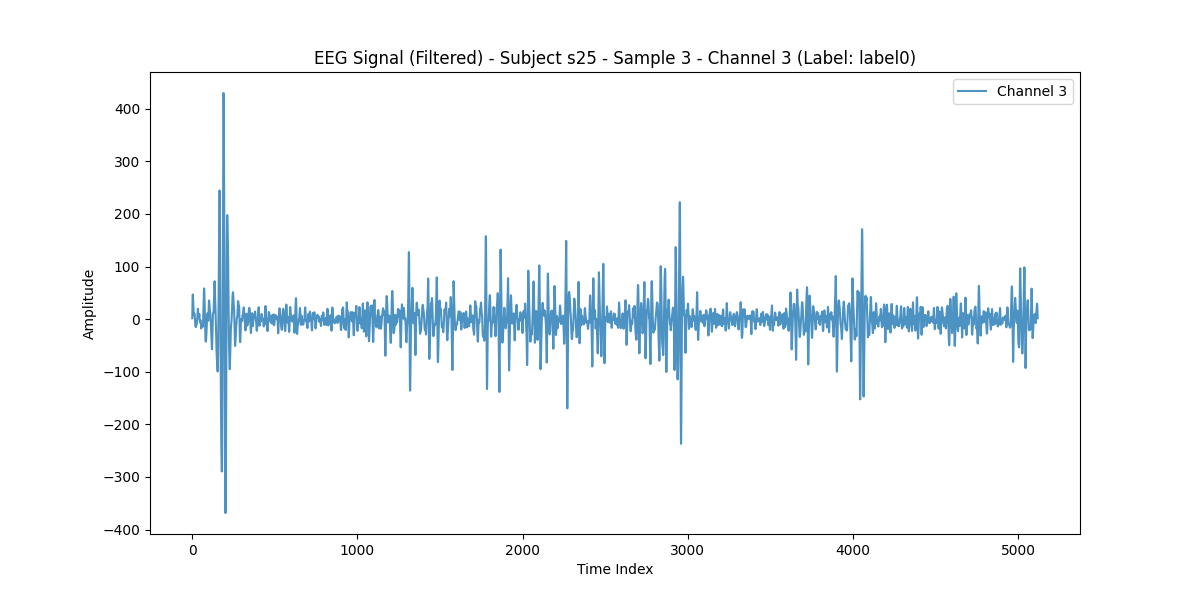 EEG Signal (Filtered) - Subject s25 - Sample 3 - Channel 3 (Label: label0)
Channel 3
400
300
200
100
0
−100
−200
−300
−400
Amplitude
0 1000 2000 3000 4000 5000
Time Index